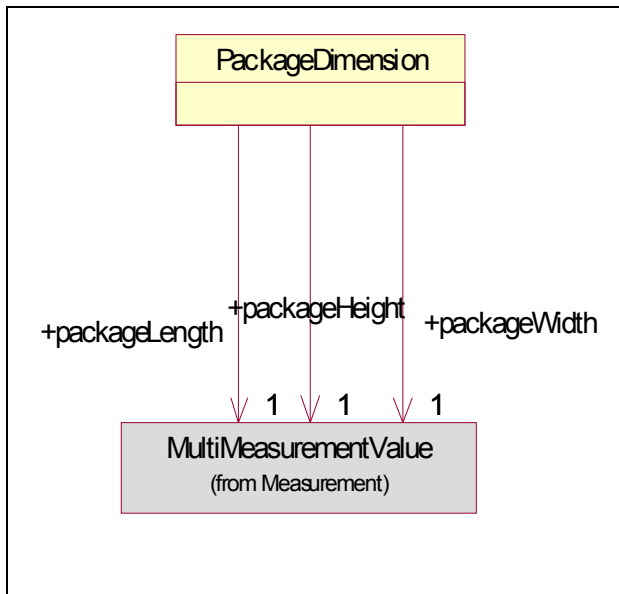 PackageDimension
+packageHeight
+packageLength
+packageWidth
1 1 1
MultiMeasurementValue
(from Measurement)